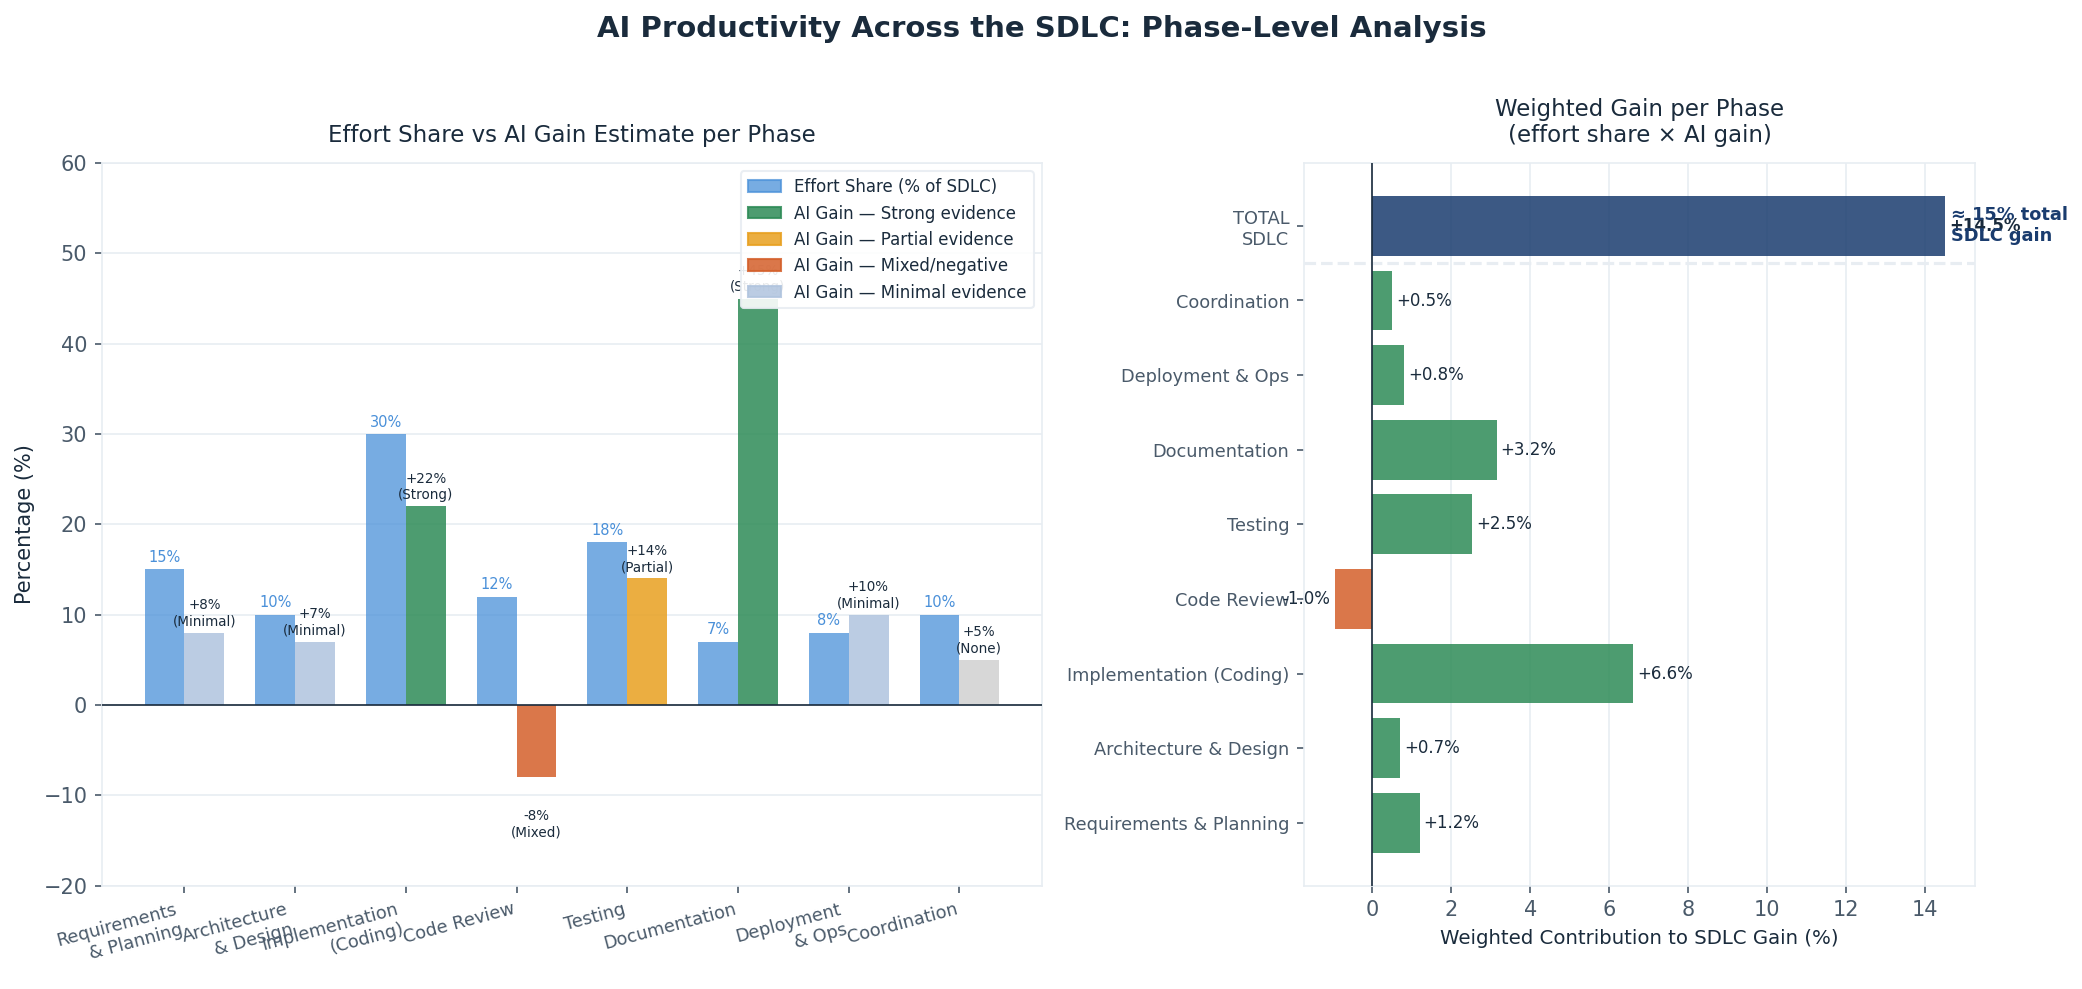 AI Productivity Across the SDLC: Phase-Level Analysis
Effort Share vs AI Gain Estimate per Phase
Percentage (%)
60
50
40
30
20
10
0
−10
−20
Effort Share (% of SDLC)
AI Gain — Strong evidence
AI Gain — Partial evidence
AI Gain — Mixed/negative
AI Gain — Minimal evidence
15%
+8%
(Minimal)
10%
+7%
(Minimal)
30%
+22%
(Strong)
12%
-8%
(Mixed)
18%
+14%
(Partial)
7%
8%
+10%
(Minimal)
10%
+5%
(None)
Requirements
& Planning
Architecture
& Design
Implementation
(Coding)
Code Review
Testing
Documentation
Deployment
& Ops
Coordination
Weighted Gain per Phase
(effort share × AI gain)
TOTAL
SDLC
+14.5%
≈ 15% total
SDLC gain
Coordination
+0.5%
Deployment & Ops
+0.8%
Documentation
+3.2%
Testing
+2.5%
Code Review
-1.0%
Implementation (Coding)
+6.6%
Architecture & Design
+0.7%
Requirements & Planning
+1.2%
0
2
4
6
8
10
12
14
Weighted Contribution to SDLC Gain (%)